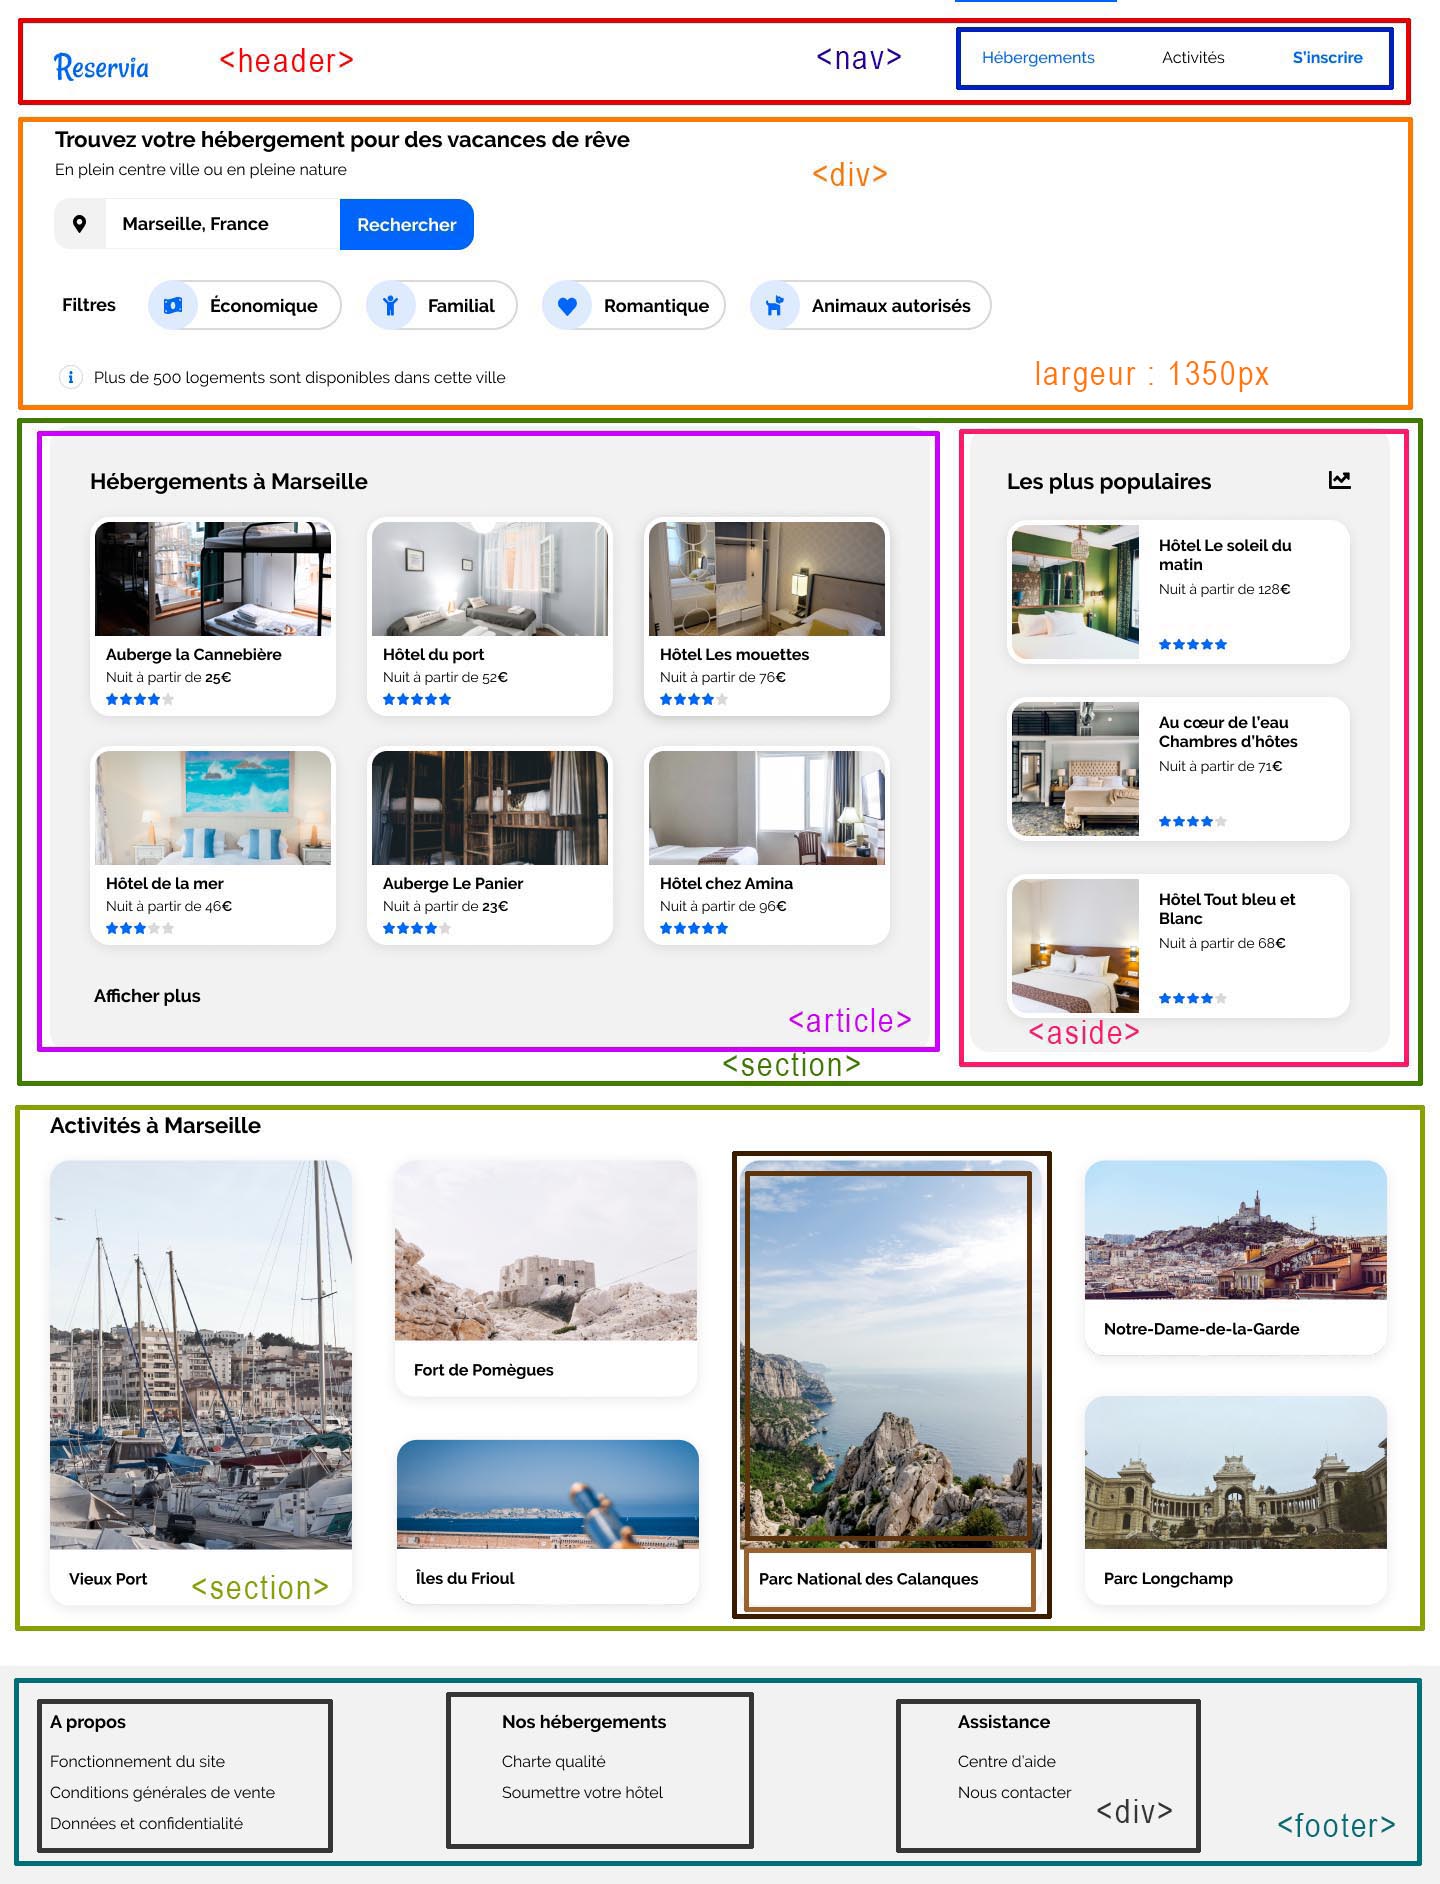 Reservia
<header>
<nav>
Hébergements
Activités
S'inscrire
Trouvez votre hébergement pour des vacances de rêve
En plein centre ville ou en pleine nature
<div>
Marseille, France
Rechercher
Filtres
Économique
Familial
Romantique
Animaux autorisés
Plus de 500 logements sont disponibles dans cette ville
largeur : 1350px
Hébergements à Marseille
Auberge la Cannebière
Nuit à partir de 25€
Hôtel du port
Nuit à partir de 52€
Hôtel Les mouettes
Nuit à partir de 76€
Hôtel de la mer
Nuit à partir de 46€
Auberge Le Panier
Nuit à partir de 23€
Hôtel chez Amina
Nuit à partir de 96€
Afficher plus
<article>
<section>
Les plus populaires
Hôtel Le soleil du
matin
Nuit à partir de 128€
Au cœur de l'eau
Chambres d'hôtes
Nuit à partir de 71€
Hôtel Tout bleu et
Blanc
Nuit à partir de 68€
<aside>
Activités à Marseille
Vieux Port
<section>
Fort de Pomègues
Îles du Frioul
Parc National des Calanques
Notre-Dame-de-la-Garde
Parc Longchamp
A propos
Fonctionnement du site
Conditions générales de vente
Données et confidentialité
Nos hébergements
Charte qualité
Soumettre votre hôtel
Assistance
Centre d'aide
Nous contacter
<div>
<footer>